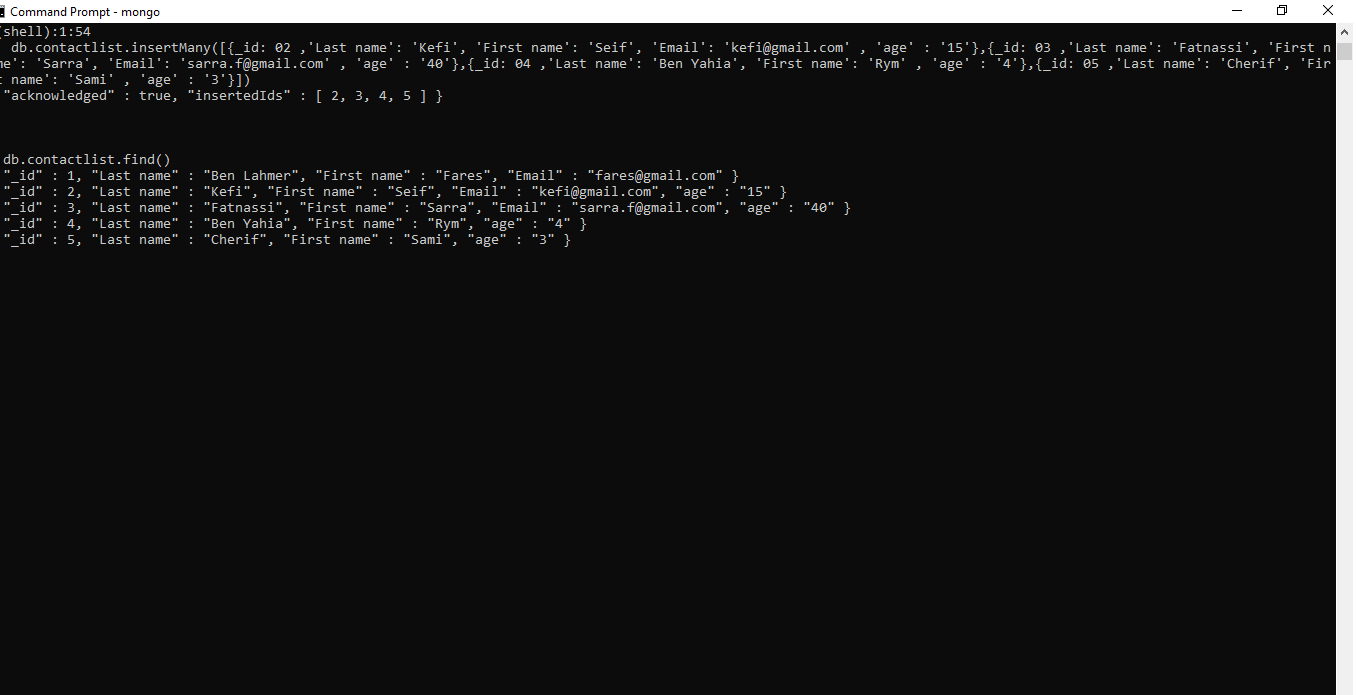 Command Prompt - mongo
(shell):1:54
db.contactlist.insertMany([{_id: 02 ,'Last name': 'Kefi', 'First name': 'Seif', 'Email': 'kefi@gmail.com' , 'age' : '15'},{_id: 03 ,'Last name': 'Fatnassi', 'First n
me': 'Sarra', 'Email': 'sarra.f@gmail.com' , 'age' : '40'},{_id: 04 ,'Last name': 'Ben Yahia', 'First name': 'Rym' , 'age' : '4'},{_id: 05 ,'Last name': 'Cherif', 'Fir
t name': 'Sami' , 'age' : '3'}])
"acknowledged" : true, "insertedIds" : [ 2, 3, 4, 5 ] }
db.contactlist.find()
"_id" : 1, "Last name" : "Ben Lahmer", "First name" : "Fares", "Email" : "fares@gmail.com" }
"_id" : 2, "Last name" : "Kefi", "First name" : "Seif", "Email" : "kefi@gmail.com", "age" : "15" }
"_id" : 3, "Last name" : "Fatnassi", "First name" : "Sarra", "Email" : "sarra.f@gmail.com", "age" : "40" }
"_id" : 4, "Last name" : "Ben Yahia", "First name" : "Rym", "age" : "4" }
"_id" : 5, "Last name" : "Cherif", "First name" : "Sami", "age" : "3" }